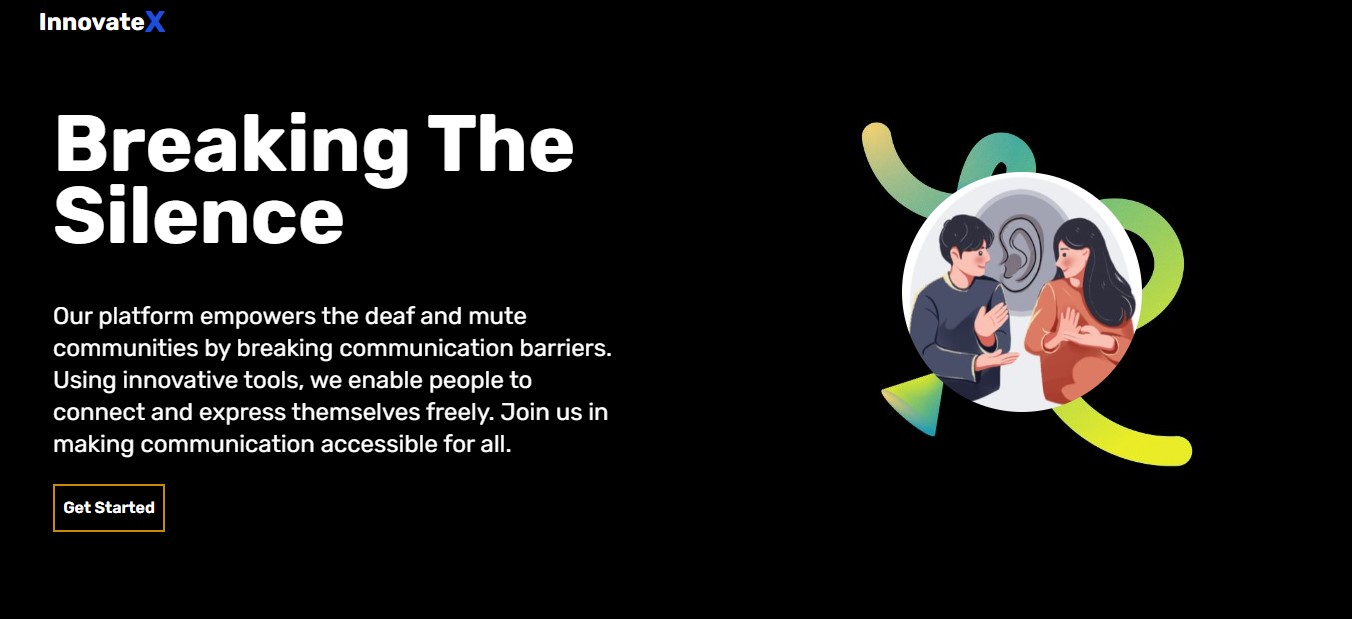 InnovateX
Breaking The
Silence
Our platform empowers the deaf and mute
communities by breaking communication barriers.
Using innovative tools, we enable people to
connect and express themselves freely. Join us in
making communication accessible for all.
Get Started